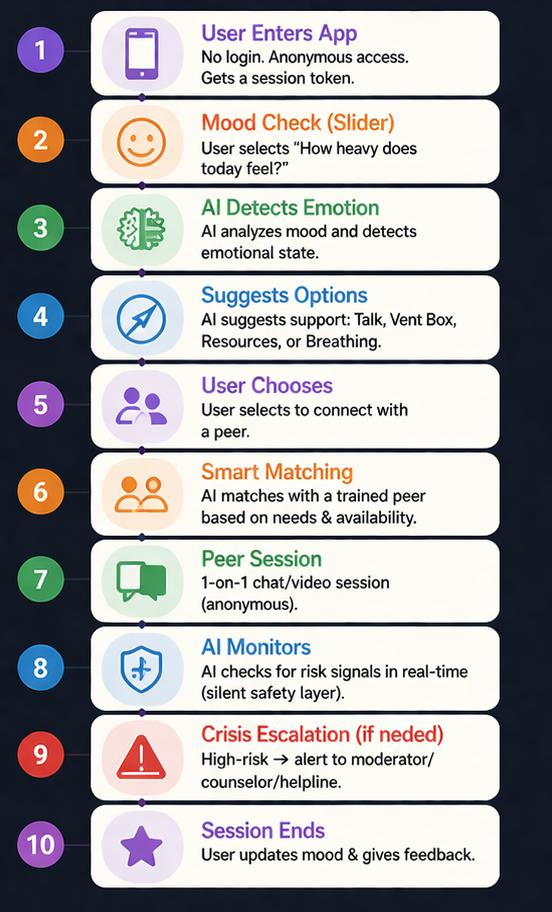 1
User Enters App
No login. Anonymous access.
Gets a session token.
2
Mood Check (Slider)
User selects “How heavy does
today feel?”
3
AI Detects Emotion
AI analyzes mood and detects
emotional state.
4
Suggests Options
AI suggests support: Talk, Vent Box,
Resources, or Breathing.
5
User Chooses
User selects to connect with
a peer.
6
Smart Matching
AI matches with a trained peer
based on needs & availability.
7
Peer Session
1-on-1 chat/video session
(anonymous).
8
AI Monitors
AI checks for risk signals in real-time
(silent safety layer).
9
Crisis Escalation (if neded)
High-risk → alert to moderator/
counselor/helpline.
10
Session Ends
User updates mood & gives feedback.